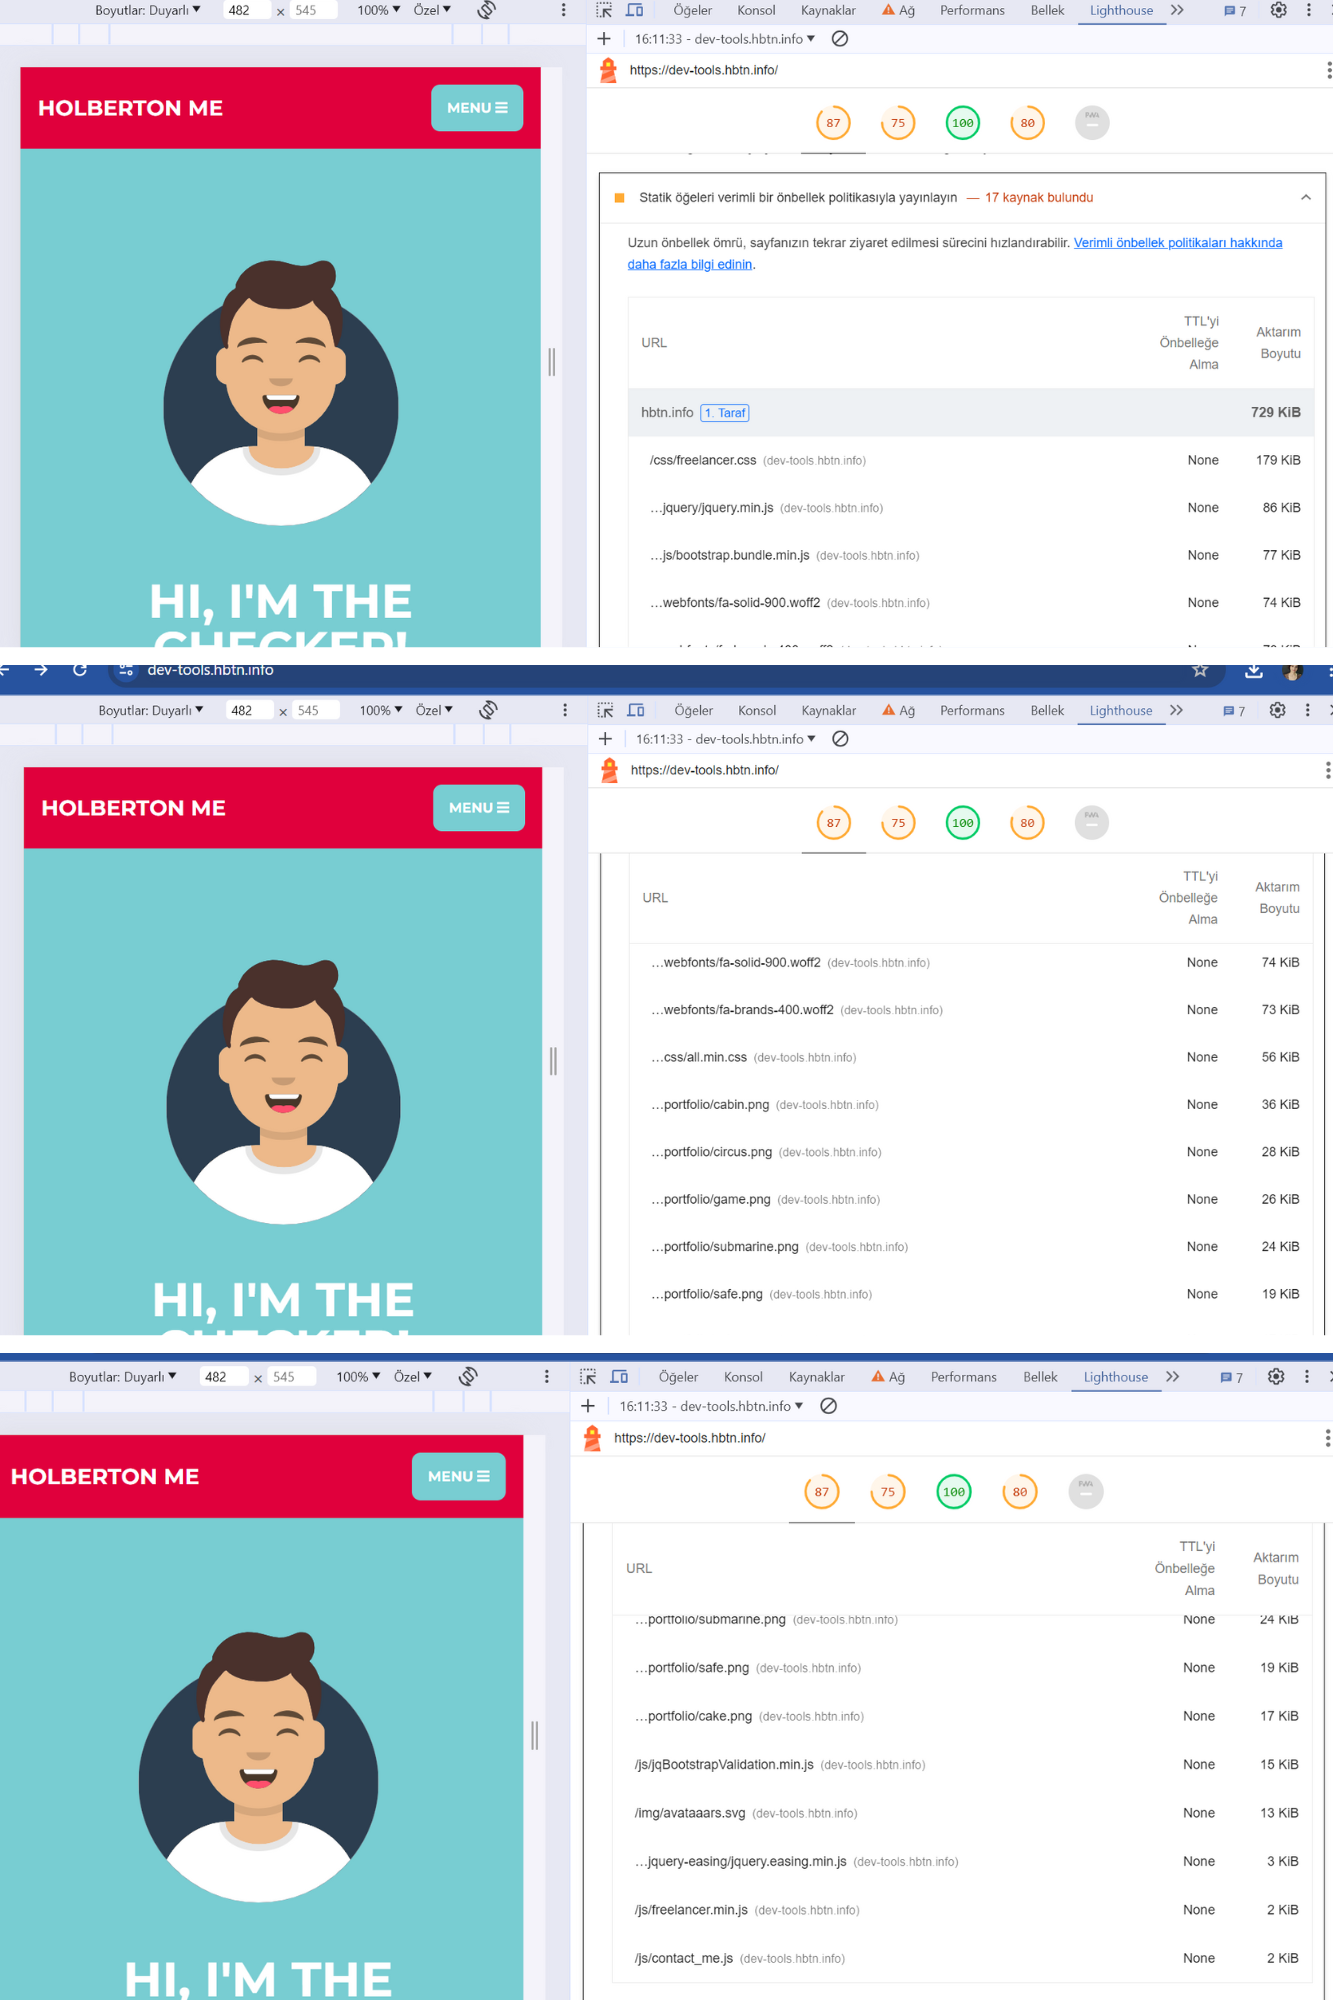 Boyutlar: Duyarlı ▼ 482 × 545 100% ▼ Özel ▼
Öğeler Konsol Kaynaklar Ağ Performans Bellek Lighthouse 7
16:11:33 - dev-tools.hbtn.info ▼
https://dev-tools.hbtn.info/
HOLBERTON ME
MENU
HI, I'M THE
CHECKER!
87 75 100 80
Statik öğeleri verimli bir önbellek politikasıyla yayınlayın — 17 kaynak bulundu
Uzun önbellek ömrü, sayfanızın tekrar ziyaret edilmesi sürecini hızlandırabilir. Verimli önbellek politikaları hakkında
daha fazla bilgi edinin.
URL TTL'yi Önbelleğe Alma Aktarım Boyutu
hbtn.info 1. Taraf 729 KiB
/css/freelancer.css (dev-tools.hbtn.info) None 179 KiB
…jquery/jquery.min.js (dev-tools.hbtn.info) None 86 KiB
…js/bootstrap.bundle.min.js (dev-tools.hbtn.info) None 77 KiB
…webfonts/fa-solid-900.woff2 (dev-tools.hbtn.info) None 74 KiB
dev-tools.hbtn.info
Boyutlar: Duyarlı ▼ 482 × 545 100% ▼ Özel ▼
Öğeler Konsol Kaynaklar Ağ Performans Bellek Lighthouse 7
16:11:33 - dev-tools.hbtn.info ▼
https://dev-tools.hbtn.info/
HOLBERTON ME
MENU
HI, I'M THE
CHECKER!
87 75 100 80
URL TTL'yi Önbelleğe Alma Aktarım Boyutu
…webfonts/fa-solid-900.woff2 (dev-tools.hbtn.info) None 74 KiB
…webfonts/fa-brands-400.woff2 (dev-tools.hbtn.info) None 73 KiB
…css/all.min.css (dev-tools.hbtn.info) None 56 KiB
…portfolio/cabin.png (dev-tools.hbtn.info) None 36 KiB
…portfolio/circus.png (dev-tools.hbtn.info) None 28 KiB
…portfolio/game.png (dev-tools.hbtn.info) None 26 KiB
…portfolio/submarine.png (dev-tools.hbtn.info) None 24 KiB
…portfolio/safe.png (dev-tools.hbtn.info) None 19 KiB
Boyutlar: Duyarlı ▼ 482 × 545 100% ▼ Özel ▼
Öğeler Konsol Kaynaklar Ağ Performans Bellek Lighthouse 7
16:11:33 - dev-tools.hbtn.info ▼
https://dev-tools.hbtn.info/
HOLBERTON ME
MENU
HI, I'M THE
87 75 100 80
URL TTL'yi Önbelleğe Alma Aktarım Boyutu
…portfolio/submarine.png (dev-tools.hbtn.info) None 24 KiB
…portfolio/safe.png (dev-tools.hbtn.info) None 19 KiB
…portfolio/cake.png (dev-tools.hbtn.info) None 17 KiB
/js/jqBootstrapValidation.min.js (dev-tools.hbtn.info) None 15 KiB
/img/avataaars.svg (dev-tools.hbtn.info) None 13 KiB
…jquery-easing/jquery.easing.min.js (dev-tools.hbtn.info) None 3 KiB
/js/freelancer.min.js (dev-tools.hbtn.info) None 2 KiB
/js/contact_me.js (dev-tools.hbtn.info) None 2 KiB